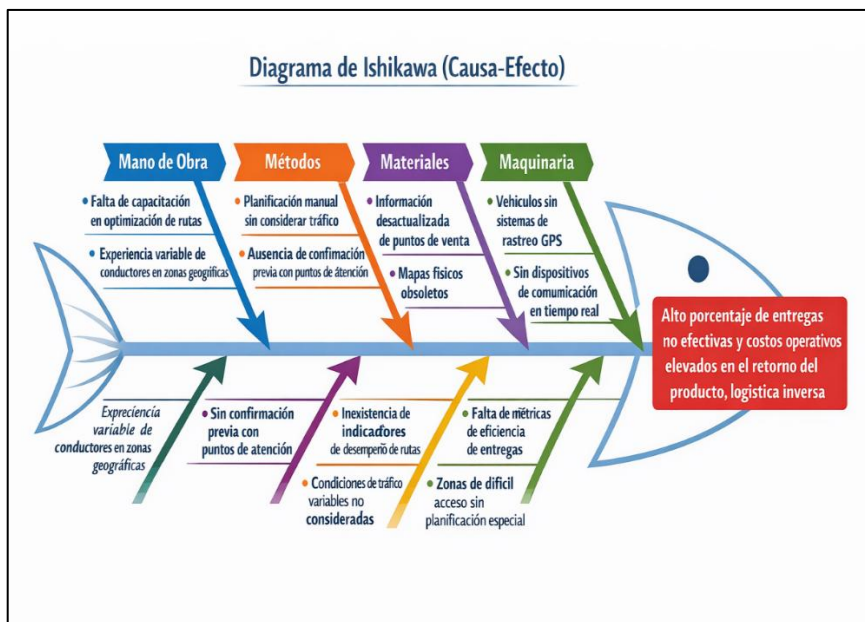 Diagrama de Ishikawa (Causa-Efecto)
Mano de Obra
Métodos
Materiales
Maquinaria
• Falta de capacitación
en optimización de rutas
• Experiencia variable de
conductores en zonas geográficas
• Planificación manual
sin considerar tráfico
• Ausencia de confimación
previa con puntos de átención
• Información
desactualizada
de puntos de venta
• Mapas fisicos
obsoletos
• Vehiculos sin
sistemas de
rastreo GPS
• Sin dispositivos
de comunicación
en tiempo real
Alto porcentaje de entregas
no efectivas y costos operativos
elevados en el retorno del
producto, logistica inversa
Expreciencía
variable de
conductores en zonas
geográficas
• Sin confirmación
previa con
puntos de atención
• Inexistencia de
indicadores
de desempeño de rutas
• Condiciones de tráfico
variables no
consideradas
• Falta de métricas
de eficiencia
de entregas
• Zonas de dificil
acceso sin
planificación especial